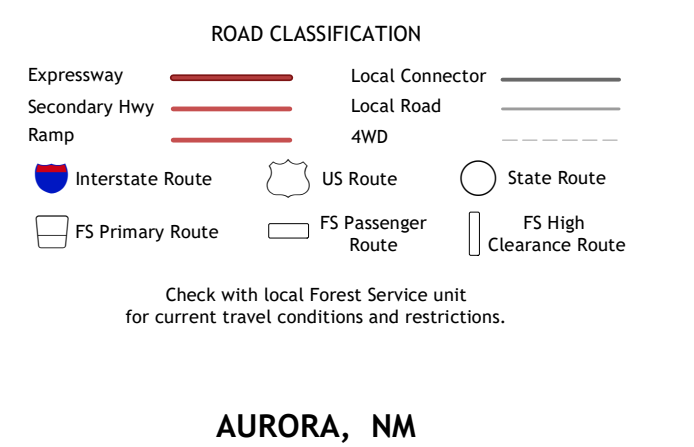 ROAD CLASSIFICATION
Expressway
Local Connector
Secondary Hwy
Local Road
Ramp
4WD
Interstate Route
US Route
State Route
FS Primary Route
FS Passenger
Route
FS High
Clearance Route
Check with local Forest Service unit
for current travel conditions and restrictions.
AURORA, NM